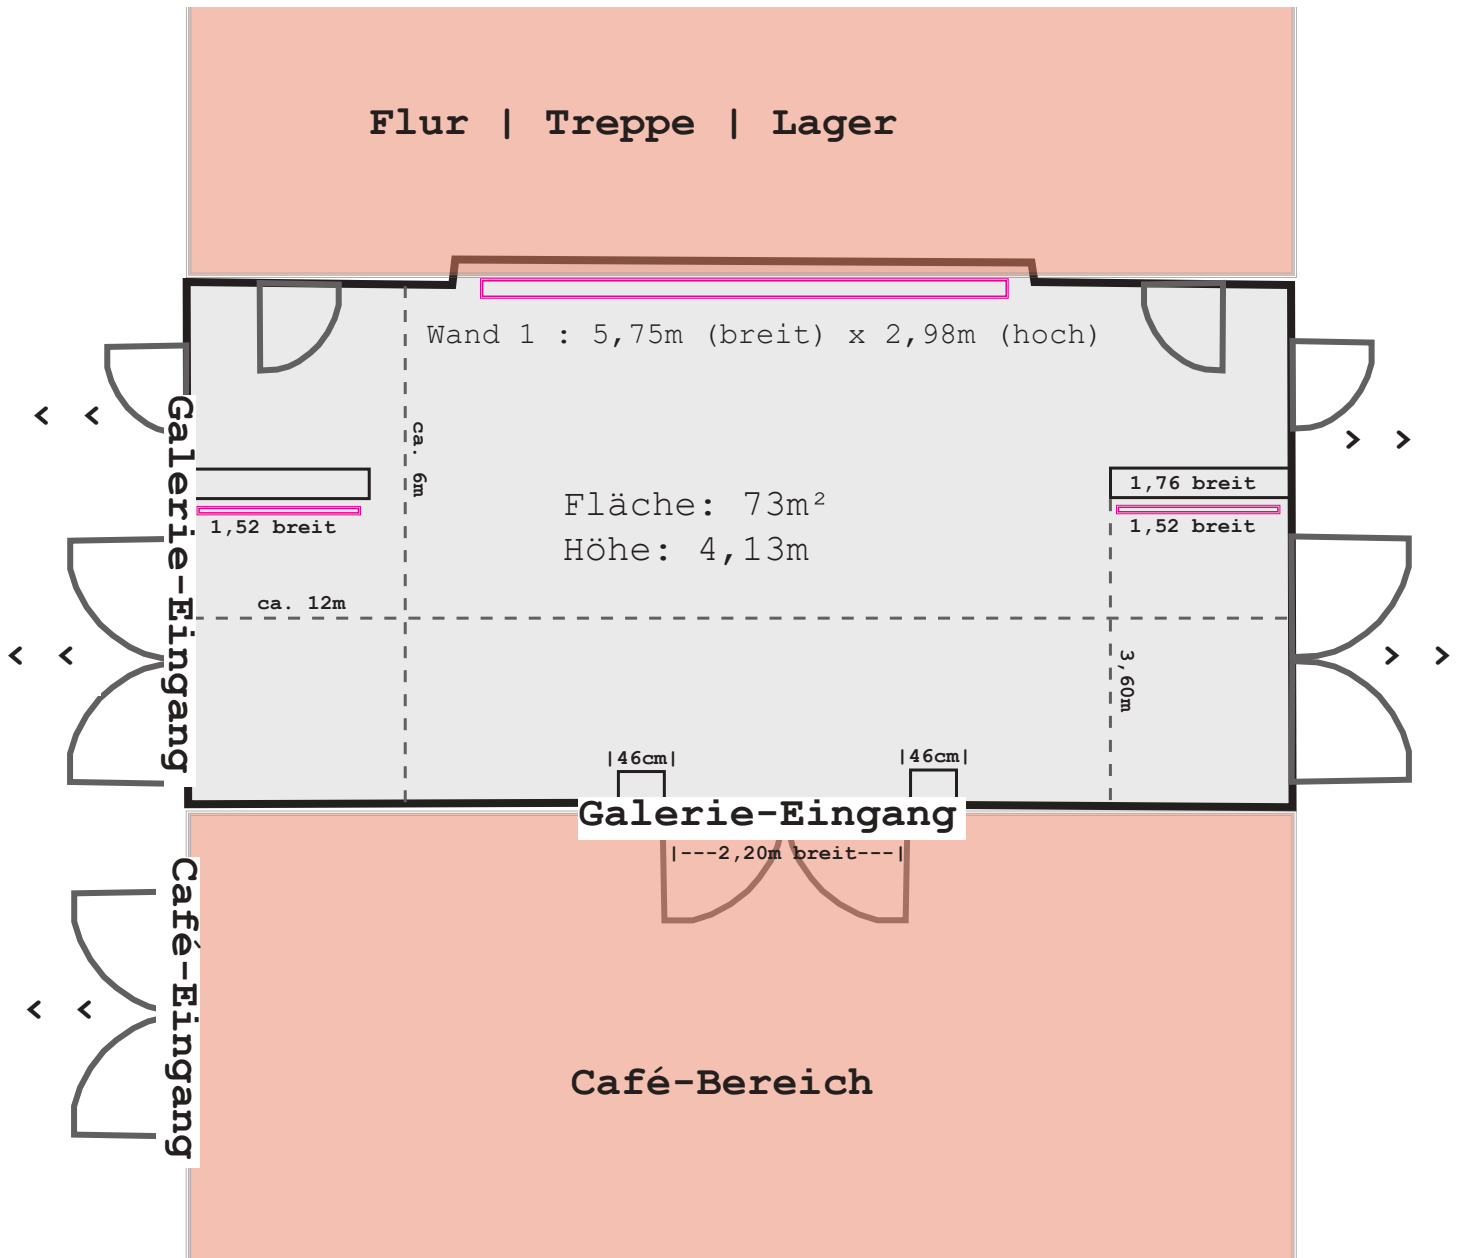 Flur | Treppe | Lager
Wand 1 : 5,75m (breit) x 2,98m (hoch)
< <
> >
Galerie-Eingang
ca. 6m
1,76 breit
Fläche: 73m²
1,52 breit
1,52 breit
Höhe: 4,13m
ca. 12m
< <
> >
3,60m
|46cm|
|46cm|
Galerie-Eingang
|---2,20m breit---|
Café-Eingang
< <
Café-Bereich